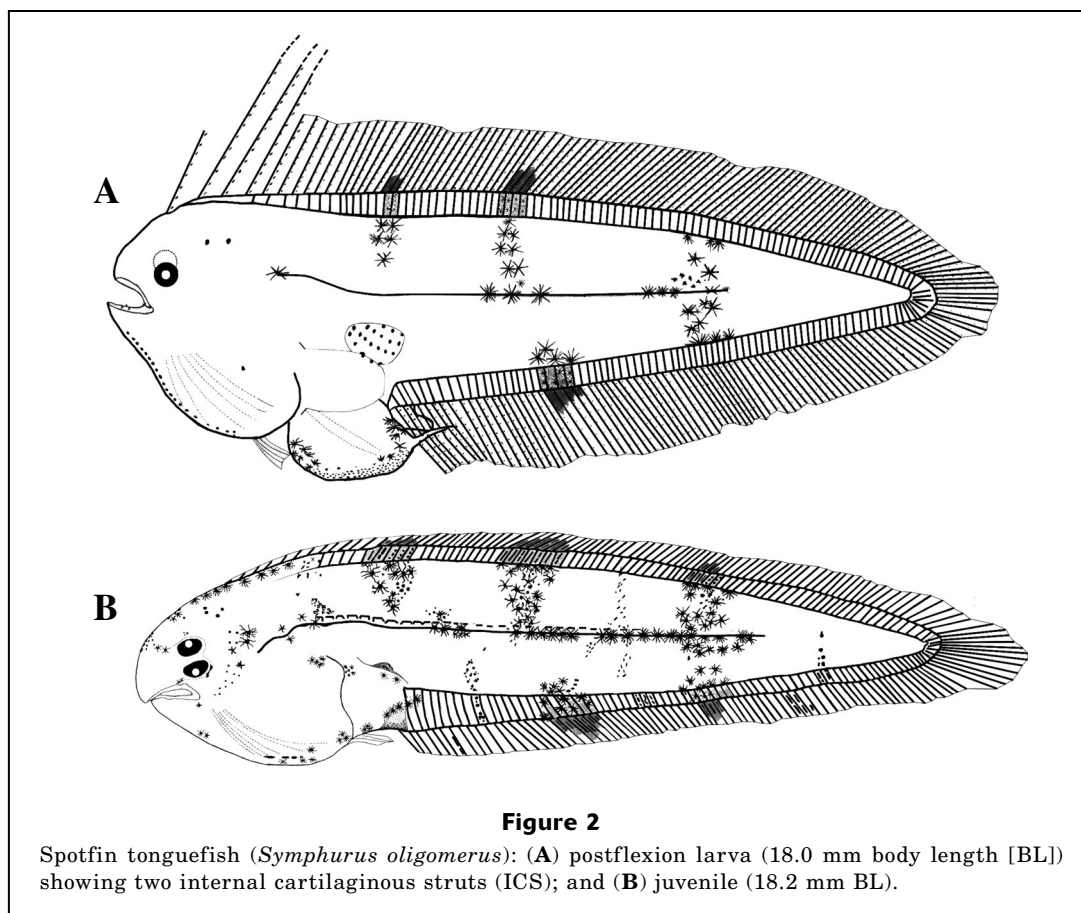 A
B
Figure 2
Spotfin tonguefish (Symphurus oligomerus): (A) postflexion larva (18.0 mm body length [BL])
showing two internal cartilaginous struts (ICS); and (B) juvenile (18.2 mm BL).